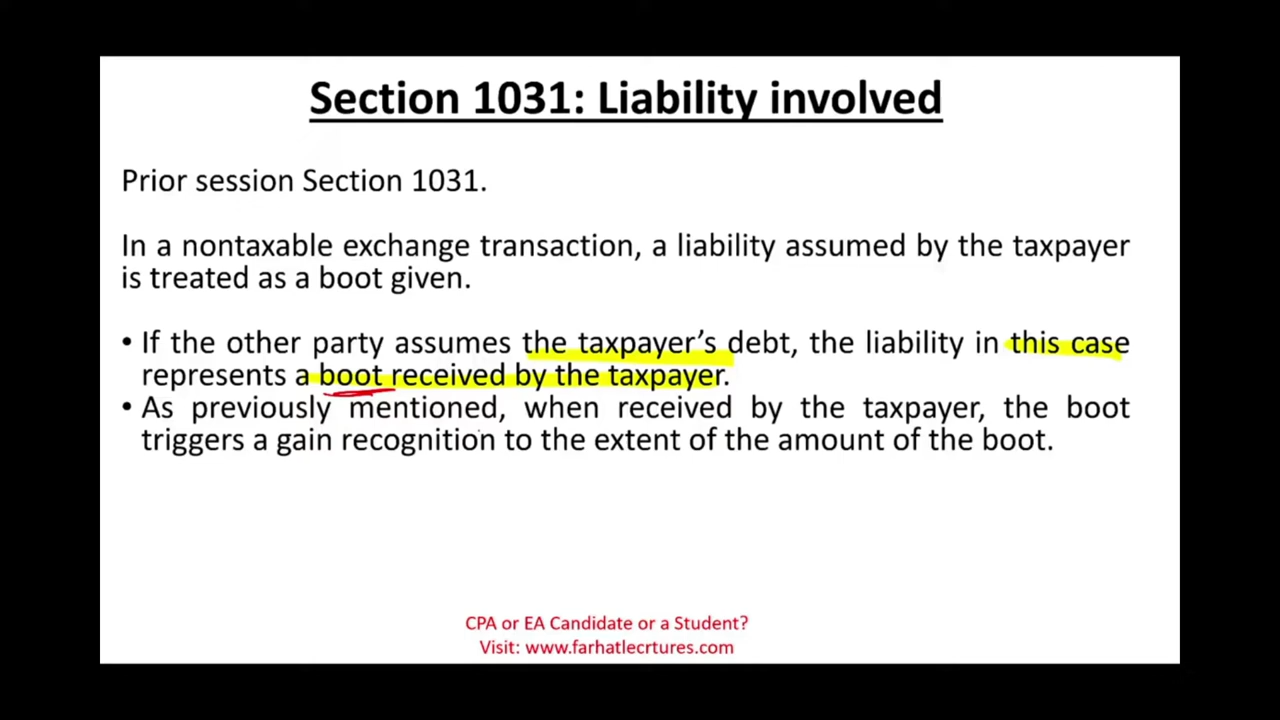 Section 1031: Liability involved
Prior session Section 1031.
In a nontaxable exchange transaction, a liability assumed by the taxpayer
is treated as a boot given.
• If the other party assumes the taxpayer’s debt, the liability in this case
represents a boot received by the taxpayer.
• As previously mentioned, when received by the taxpayer, the boot
triggers a gain recognition to the extent of the amount of the boot.
CPA or EA Candidate or a Student?
Visit: www.farhatlecrtures.com